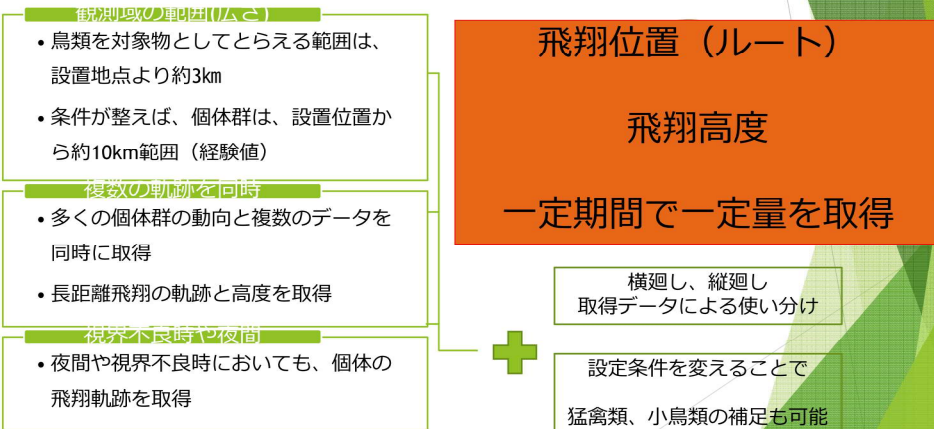 観測域の範囲(広さ)
• 鳥類を対象物としてとらえる範囲は、
設置地点より約3㎞
• 条件が整えば、個体群は、設置位置か
ら約10km範囲（経験値）
複数の軌跡を同時
• 多くの個体群の動向と複数のデータを
同時に取得
• 長距離飛翔の軌跡と高度を取得
視界不良時や夜間
• 夜間や視界不良時においても、個体の
飛翔軌跡を取得
飛翔位置（ルート）
飛翔高度
一定期間で一定量を取得
横廻し、縦廻し
取得データによる使い分け
設定条件を変えることで
猛禽類、小鳥類の補足も可能